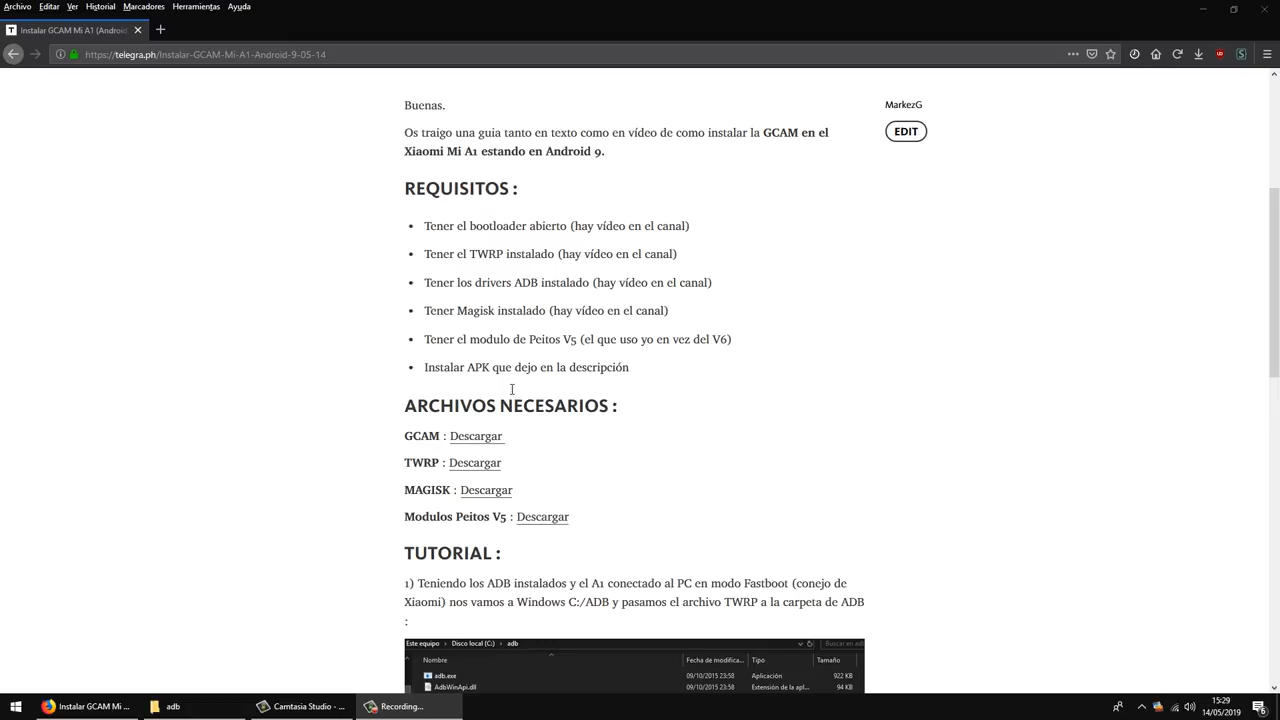 Archivo Editar Ver Historial Marcadores Herramientas Ayuda
Instalar GCAM Mi A1 (Android
https://telegra.ph/Instalar-GCAM-Mi-A1-Android-9-05-14
Buenas.
MarkezG
Os traigo una guia tanto en texto como en vídeo de como instalar la GCAM en el
EDIT
Xiaomi Mi A1 estando en Android 9.
REQUISITOS :
• Tener el bootloader abierto (hay vídeo en el canal)
• Tener el TWRP instalado (hay vídeo en el canal)
• Tener los drivers ADB instalado (hay vídeo en el canal)
• Tener Magisk instalado (hay vídeo en el canal)
• Tener el modulo de Peitos V5 (el que uso yo en vez del V6)
• Instalar APK que dejo en la descripción
ARCHIVOS NECESARIOS :
GCAM : Descargar
TWRP : Descargar
MAGISK : Descargar
Modulos Peitos V5 : Descargar
TUTORIAL :
1) Teniendo los ADB instalados y el A1 conectado al PC en modo Fastboot (conejo de
Xiaomi) nos vamos a Windows C:/ADB y pasamos el archivo TWRP a la carpeta de ADB
:
Este equipo > Disco local (C:) > adb Buscar en adb
Nombre Fecha de modifica... Tipo Tamaño
adb.exe 09/10/2015 23:58 Aplicación 922 KB
AdbWinApi.dll 09/10/2015 23:58 Extensión de la apl... 94 KB
Instalar GCAM Mi ... adb Camtasia Studio - ... Recording...
15:29
14/05/2019